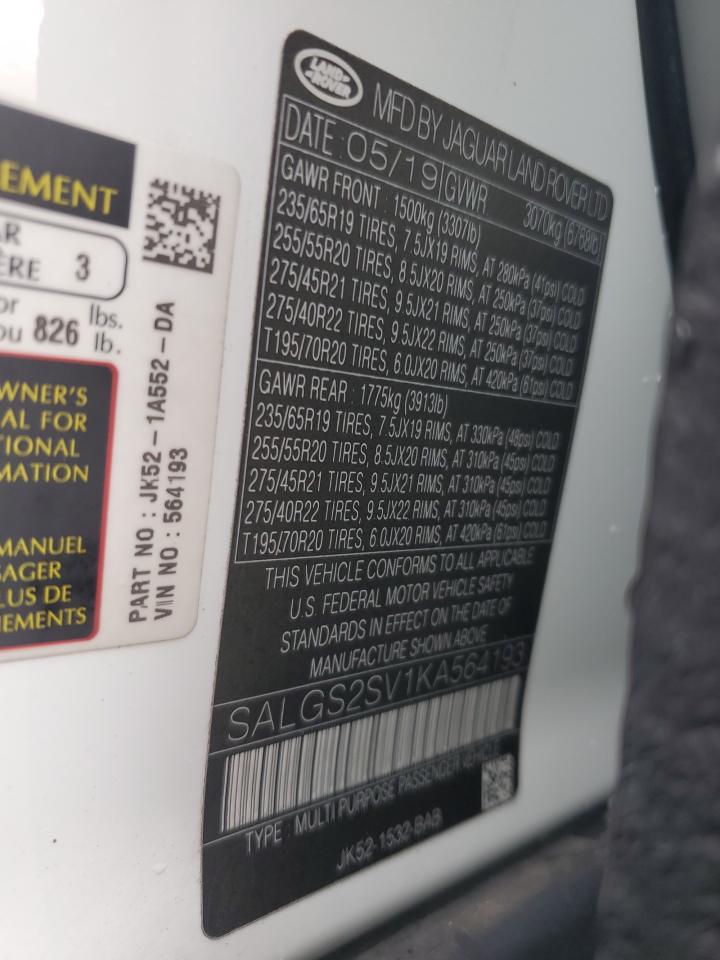 EMENT
AR
ÈRE 3
or
ou 826 lbs.
lb.
WNER'S
AL FOR
TIONAL
RMATION
MANUEL
SAGER
LUS DE
EMENTS
PART NO : JK52-1A552-DA
VIN NO : 564193
LAND ROVER
MFD BY JAGUAR LAND ROVER LTD
DATE : 05/19 GVWR 3070kg (6768lb)
GAWR FRONT : 1500kg (3307lb)
235/65R19 TIRES, 7.5JX19 RIMS, AT 280kPa (41psi) COLD
255/55R20 TIRES, 8.5JX20 RIMS, AT 250kPa (37psi) COLD
275/45R21 TIRES, 9.5JX21 RIMS, AT 250kPa (37psi) COLD
275/40R22 TIRES, 9.5JX22 RIMS, AT 250kPa (37psi) COLD
T195/70R20 TIRES, 6.0JX20 RIMS, AT 420kPa (61psi) COLD
GAWR REAR : 1775kg (3913lb)
235/65R19 TIRES, 7.5JX19 RIMS, AT 330kPa (48psi) COLD
255/55R20 TIRES, 8.5JX20 RIMS, AT 310kPa (45psi) COLD
275/45R21 TIRES, 9.5JX21 RIMS, AT 310kPa (45psi) COLD
275/40R22 TIRES, 9.5JX22 RIMS, AT 310kPa (45psi) COLD
T195/70R20 TIRES, 6.0JX20 RIMS, AT 420kPa (61psi) COLD
THIS VEHICLE CONFORMS TO ALL APPLICABLE
U.S. FEDERAL MOTOR VEHICLE SAFETY
STANDARDS IN EFFECT ON THE DATE OF
MANUFACTURE SHOWN ABOVE
SALGS2SV1KA564193
TYPE : MULTI PURPOSE PASSENGER VEHICLE
JK52-1532-BAB